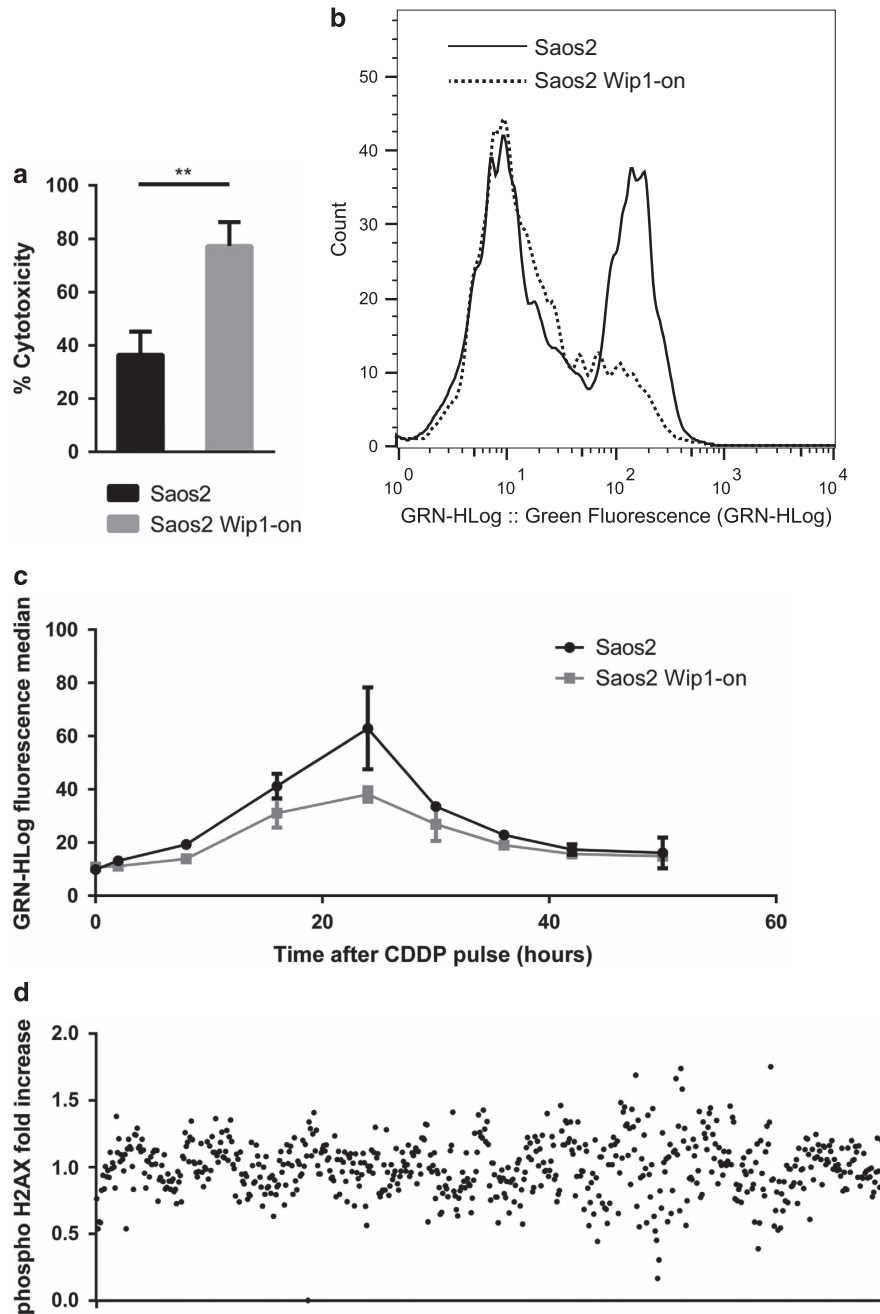 b
Saos2
Saos2 Wip1-on
50
40
30
20
10
0
Count
10^0 10^1 10^2 10^3 10^4
GRN-HLog :: Green Fluorescence (GRN-HLog)
a
**
100
80
60
40
20
0
% Cytotoxicity
Saos2
Saos2 Wip1-on
c
GRN-HLog fluorescence median
100
80
60
40
20
0
Saos2
Saos2 Wip1-on
0 20 40 60
Time after CDDP pulse (hours)
d
phospho H2AX fold increase
2.0
1.5
1.0
0.5
0.0